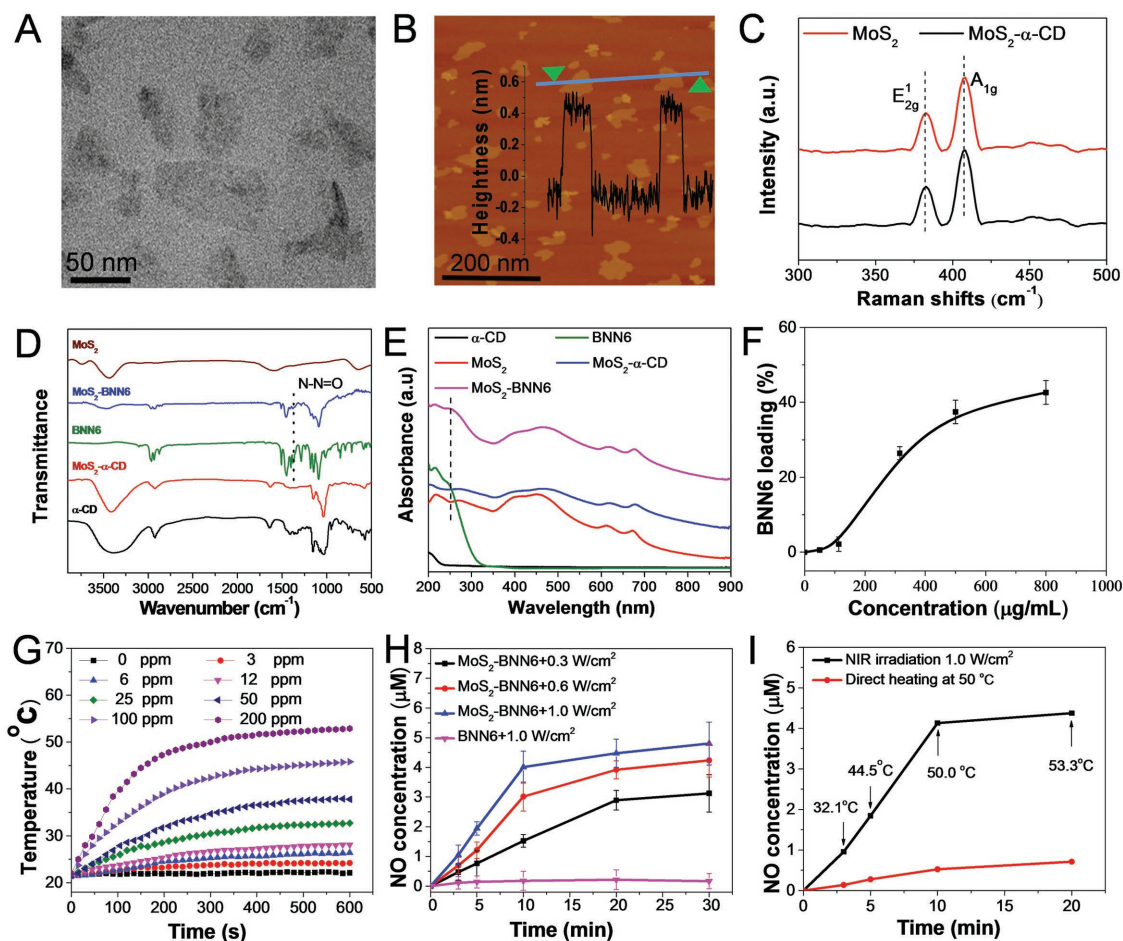 A
50 nm
B
Heightness (nm)
0.6
0.4
0.2
0.0
-0.2
-0.4
200 nm
C
MoS₂
MoS₂-α-CD
E¹₂g
A₁g
Intensity (a.u.)
300 350 400 450 500
Raman shifts (cm⁻¹)
D
MoS₂
MoS₂-BNN6
N-N=O
BNN6
MoS₂-α-CD
α-CD
Transmittance
3500 3000 2500 2000 1500 1000 500
Wavenumber (cm⁻¹)
E
α-CD
BNN6
MoS₂
MoS₂-α-CD
MoS₂-BNN6
Absorbance (a.u)
200 300 400 500 600 700 800 900
Wavelength (nm)
F
BNN6 loading (%)
60
40
20
0
0 200 400 600 800 1000
Concentration (μg/mL)
G
0 ppm
3 ppm
6 ppm
12 ppm
25 ppm
50 ppm
100 ppm
200 ppm
Temperature (°C)
70
60
50
40
30
20
0 100 200 300 400 500 600
Time (s)
H
MoS₂-BNN6+0.3 W/cm²
MoS₂-BNN6+0.6 W/cm²
MoS₂-BNN6+1.0 W/cm²
BNN6+1.0 W/cm²
NO concentration (μM)
8
6
4
2
0
0 5 10 15 20 25 30
Time (min)
I
NIR irradiation 1.0 W/cm²
Direct heating at 50 °C
32.1°C
44.5°C
50.0 °C
53.3°C
NO concentration (μM)
6
5
4
3
2
1
0
0 5 10 15 20
Time (min)